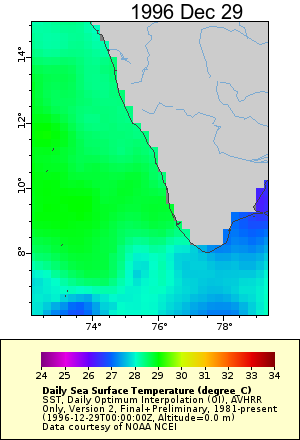 1996 Dec 29
14°
12°
10°
8°
74° 76° 78°
24 25 26 27 28 29 30 31 32 33 34
Daily Sea Surface Temperature (degree_C)
SST, Daily Optimum Interpolation (OI), AVHRR
Only, Version 2, Final+Preliminary, 1981-present
(1996-12-29T00:00:00Z, Altitude=0.0 m)
Data courtesy of NOAA NCEI